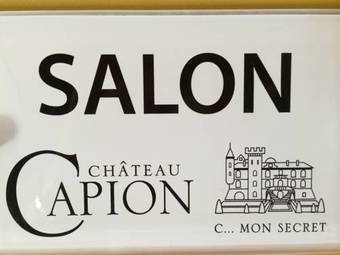 SALON
CHÂTEAU
CAPION
C... MON SECRET